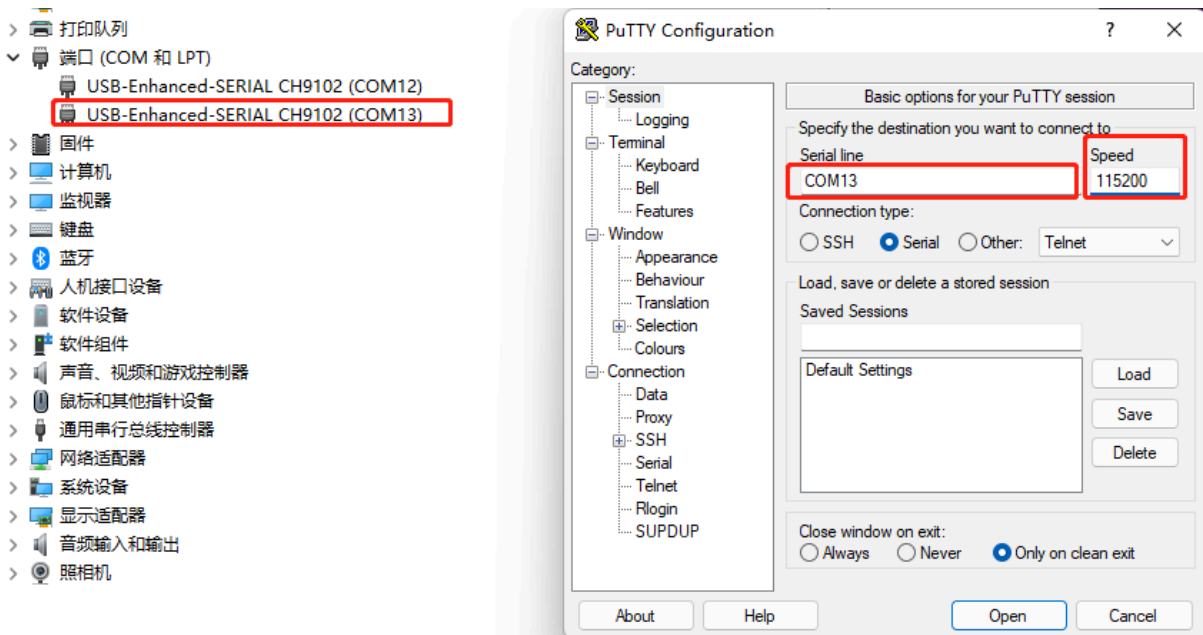 打印队列
端口 (COM 和 LPT)
USB-Enhanced-SERIAL CH9102 (COM12)
USB-Enhanced-SERIAL CH9102 (COM13)
固件
计算机
监视器
键盘
蓝牙
人机接口设备
软件设备
软件组件
声音、视频和游戏控制器
鼠标和其他指针设备
通用串行总线控制器
网络适配器
系统设备
显示适配器
音频输入和输出
照相机
PuTTY Configuration
?
Category:
Session
Logging
Terminal
Keyboard
Bell
Features
Window
Appearance
Behaviour
Translation
Selection
Colours
Connection
Data
Proxy
SSH
Serial
Telnet
Rlogin
SUPDUP
Basic options for your PuTTY session
Specify the destination you want to connect to
Serial line
Speed
COM13
115200
Connection type:
SSH
Serial
Other:
Telnet
Load, save or delete a stored session
Saved Sessions
Default Settings
Load
Save
Delete
Close window on exit:
Always
Never
Only on clean exit
About
Help
Open
Cancel